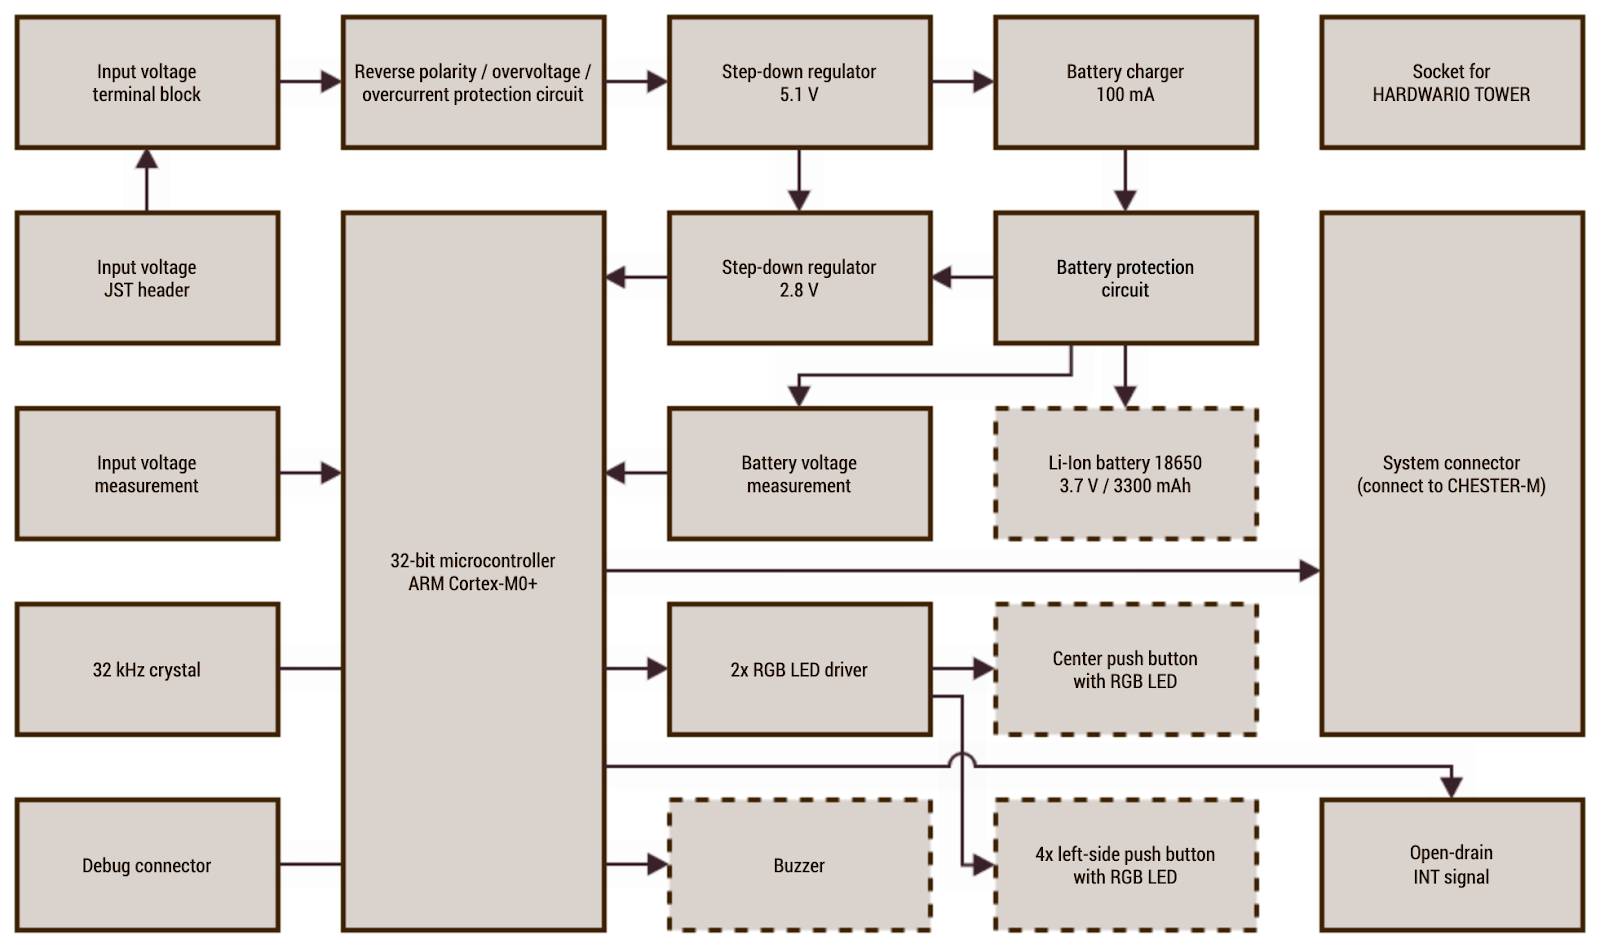 Input voltage
terminal block
Reverse polarity / overvoltage /
overcurrent protection circuit
Step-down regulator
5.1 V
Battery charger
100 mA
Socket for
HARDWARIO TOWER
Input voltage
JST header
Step-down regulator
2.8 V
Battery protection
circuit
Input voltage
measurement
Battery voltage
measurement
Li-Ion battery 18650
3.7 V / 3300 mAh
System connector
(connect to CHESTER-M)
32-bit microcontroller
ARM Cortex-M0+
32 kHz crystal
2x RGB LED driver
Center push button
with RGB LED
Debug connector
Buzzer
4x left-side push button
with RGB LED
Open-drain
INT signal